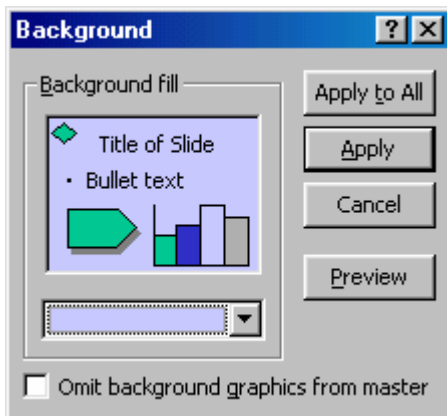 Background
Background fill
Title of Slide
• Bullet text
Apply to All
Apply
Cancel
Preview
Omit background graphics from master